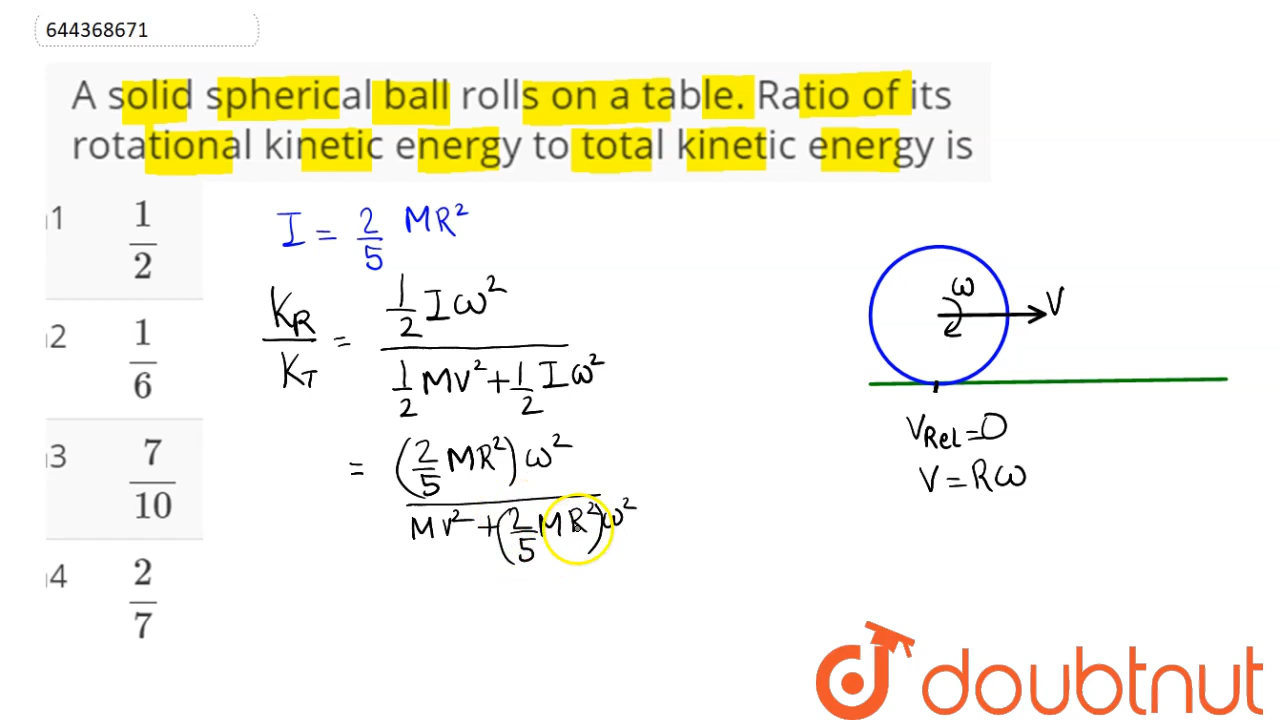 644368671
A solid spherical ball rolls on a table. Ratio of its
rotational kinetic energy to total kinetic energy is
1 1/2
2 1/6
3 7/10
4 2/7
I = 2/5 MR²
K_R/K_T = (1/2 Iω²)/(1/2 MV² + 1/2 Iω²)
= ((2/5 MR²)ω²)/(MV² + (2/5 MR²)ω²)
ω
V
V_Rel = 0
V = Rω
doubtnut